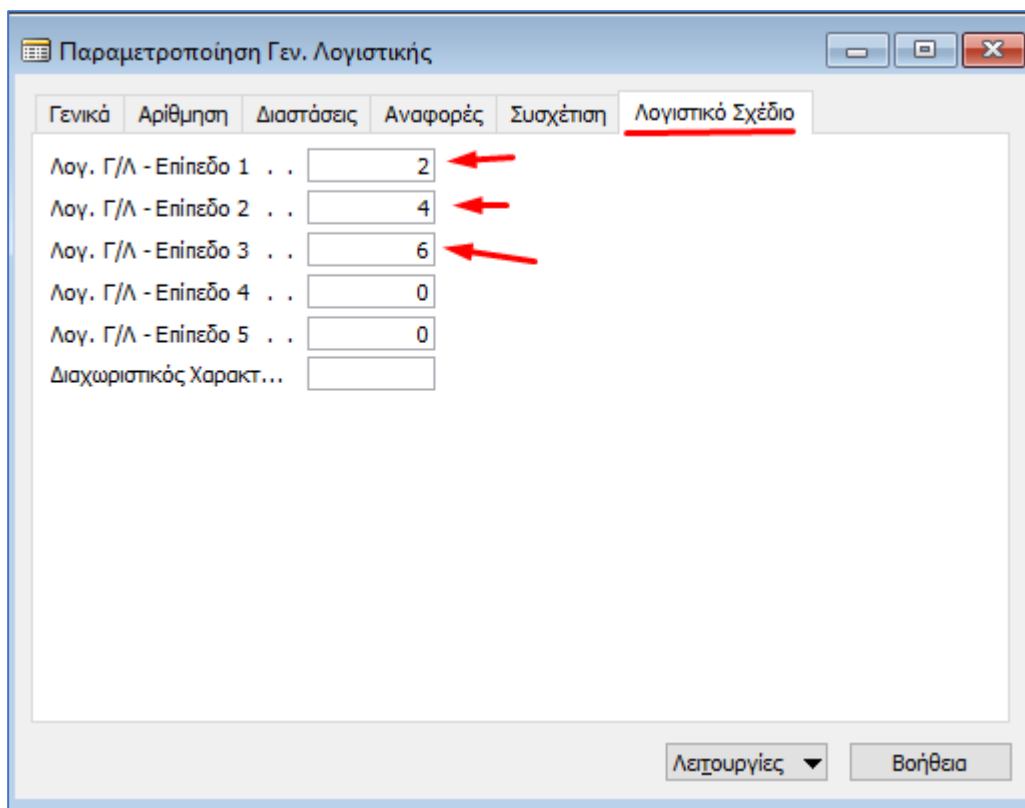 Παραμετροποίηση Γεν. Λογιστικής
Γενικά Αρίθμηση Διαστάσεις Αναφορές Συσχέτιση Λογιστικό Σχέδιο
Λογ. Γ/Λ - Επίπεδο 1 . . 2
Λογ. Γ/Λ - Επίπεδο 2 . . 4
Λογ. Γ/Λ - Επίπεδο 3 . . 6
Λογ. Γ/Λ - Επίπεδο 4 . . 0
Λογ. Γ/Λ - Επίπεδο 5 . . 0
Διαχωριστικός Χαρακτ...
Λειτουργίες Βοήθεια